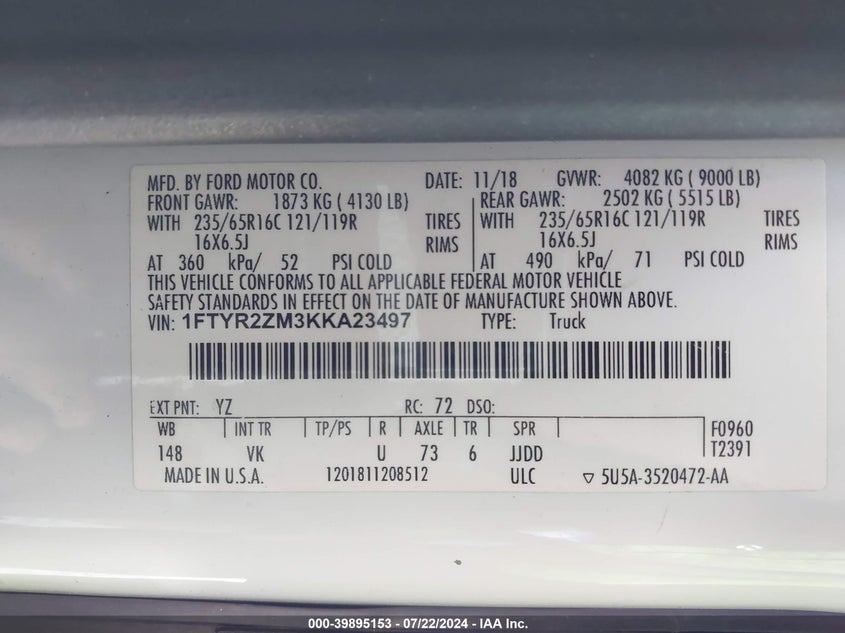 MFD. BY FORD MOTOR CO. DATE: 11/18 GVWR: 4082 KG ( 9000 LB)
FRONT GAWR: 1873 KG ( 4130 LB) REAR GAWR: 2502 KG ( 5515 LB)
WITH 235/65R16C 121/119R TIRES WITH 235/65R16C 121/119R TIRES
16X6.5J RIMS 16X6.5J RIMS
AT 360 kPa/ 52 PSI COLD AT 490 kPa/ 71 PSI COLD
THIS VEHICLE CONFORMS TO ALL APPLICABLE FEDERAL MOTOR VEHICLE
SAFETY STANDARDS IN EFFECT ON THE DATE OF MANUFACTURE SHOWN ABOVE.
VIN: 1FTYR2ZM3KKA23497 TYPE: Truck
EXT PNT: YZ RC: 72 DSO:
WB INT TR TP/PS R AXLE TR SPR F0960
148 VK U 73 6 JJDD T2391
MADE IN U.S.A. 1201811208512 ULC ▽ 5U5A-3520472-AA
000-39895153 / 07/22/2024 / IAA Inc.